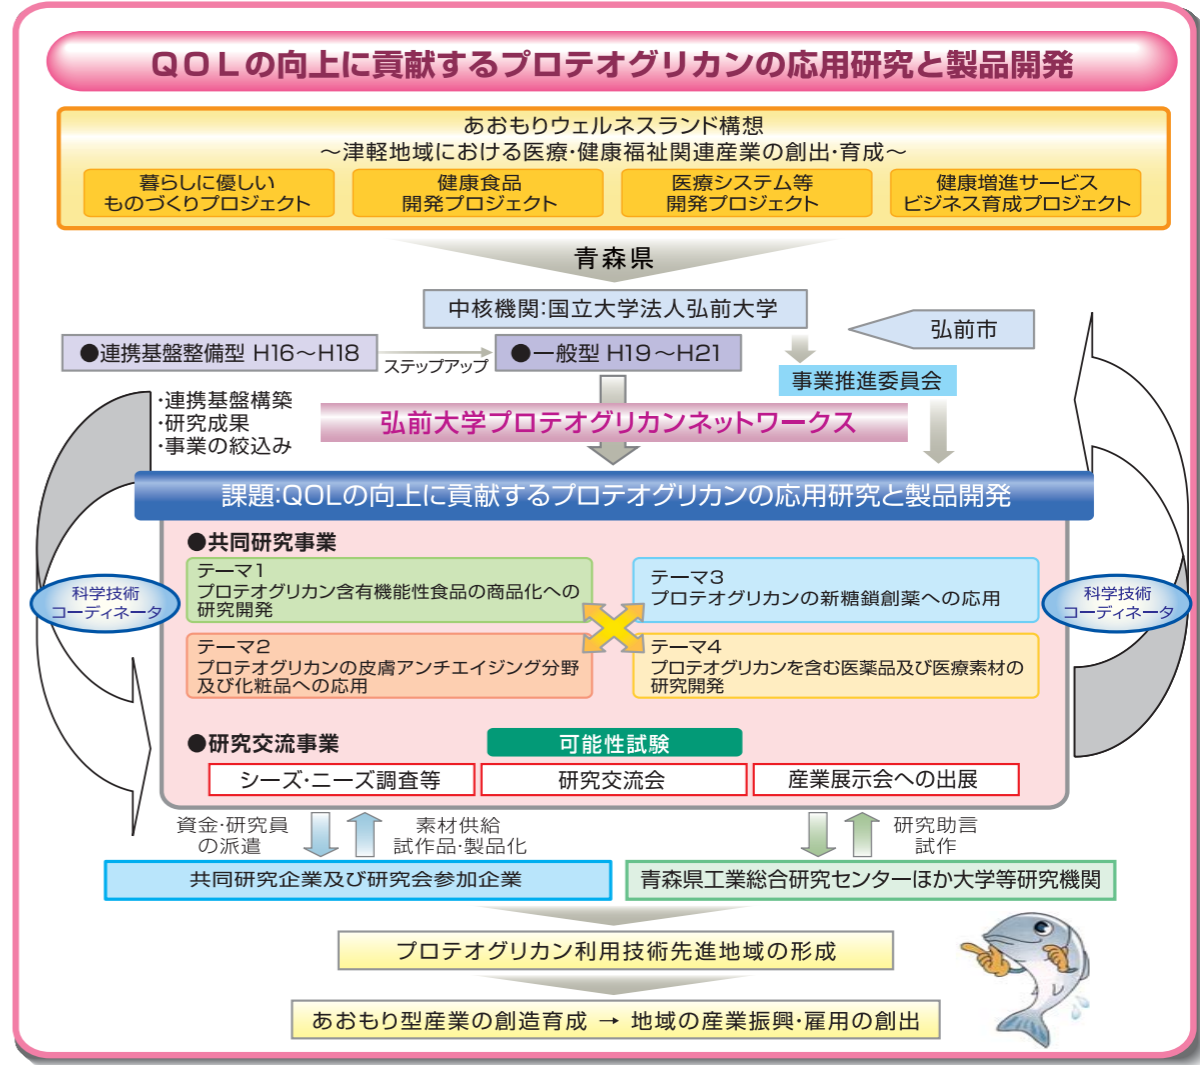 QOLの向上に貢献するプロテオグリカンの応用研究と製品開発
あおもりウェルネスランド構想
～津軽地域における医療・健康福祉関連産業の創出・育成～
暮らしに優しい
ものづくりプロジェクト
健康食品
開発プロジェクト
医療システム等
開発プロジェクト
健康増進サービス
ビジネス育成プロジェクト
青森県
中核機関:国立大学法人弘前大学
弘前市
●連携基盤整備型 H16～H18
ステップアップ
●一般型 H19～H21
事業推進委員会
・連携基盤構築
・研究成果
・事業の絞込み
弘前大学プロテオグリカンネットワークス
課題:QOLの向上に貢献するプロテオグリカンの応用研究と製品開発
●共同研究事業
テーマ1
プロテオグリカン含有機能性食品の商品化への
研究開発
テーマ3
プロテオグリカンの新糖鎖創薬への応用
科学技術
コーディネータ
科学技術
コーディネータ
テーマ2
プロテオグリカンの皮膚アンチエイジング分野
及び化粧品への応用
テーマ4
プロテオグリカンを含む医薬品及び医療素材の
研究開発
●研究交流事業
可能性試験
シーズ・ニーズ調査等
研究交流会
産業展示会への出展
資金・研究員
の派遣
素材供給
試作品・製品化
研究助言
試作
共同研究企業及び研究会参加企業
青森県工業総合研究センターほか大学等研究機関
プロテオグリカン利用技術先進地域の形成
あおもり型産業の創造育成 → 地域の産業振興・雇用の創出